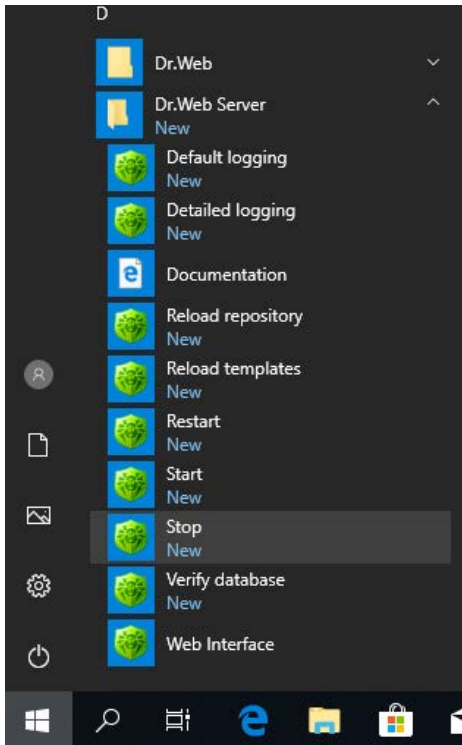 D
Dr.Web
Dr.Web Server
New
Default logging
New
Detailed logging
New
Documentation
Reload repository
New
Reload templates
New
Restart
New
Start
New
Stop
New
Verify database
New
Web Interface